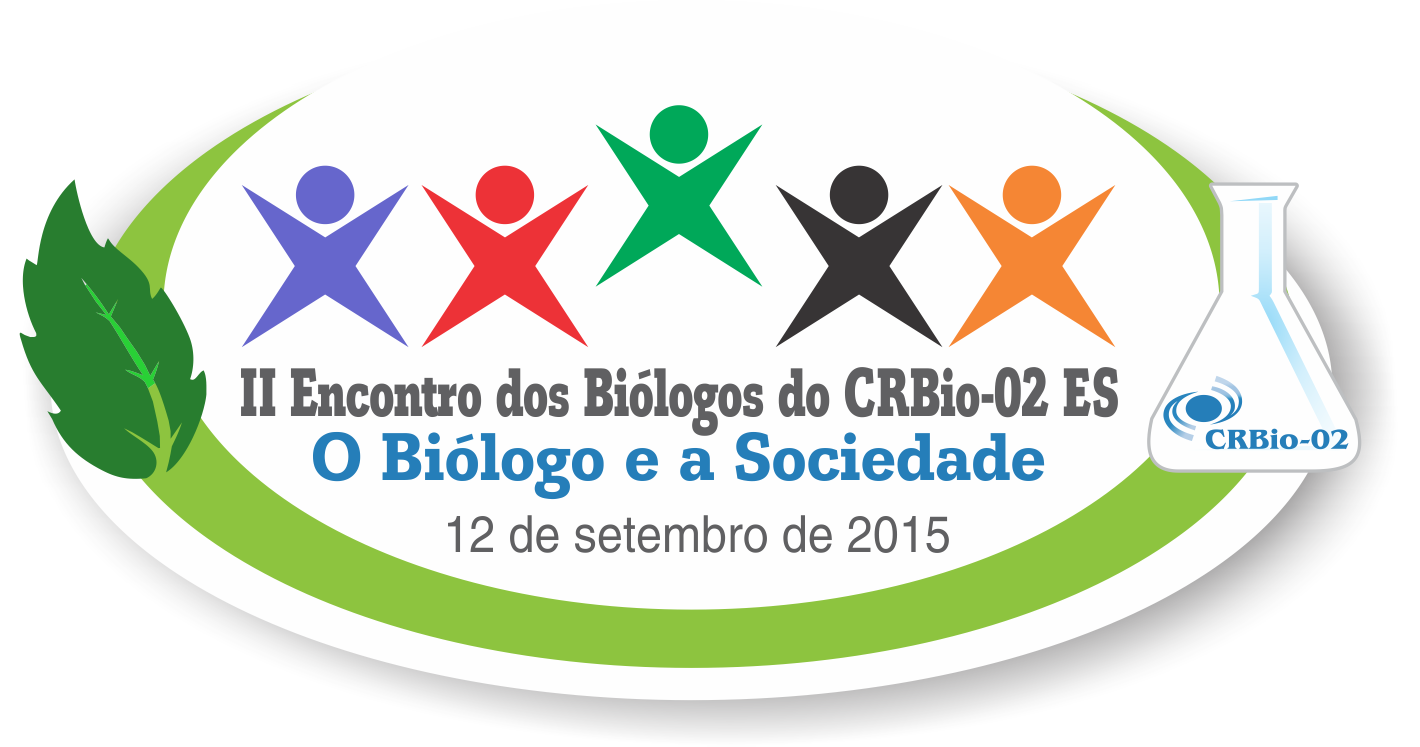 II Encontro dos Biólogos do CRBio-02 ES
O Biólogo e a Sociedade
12 de setembro de 2015
CRBio-02